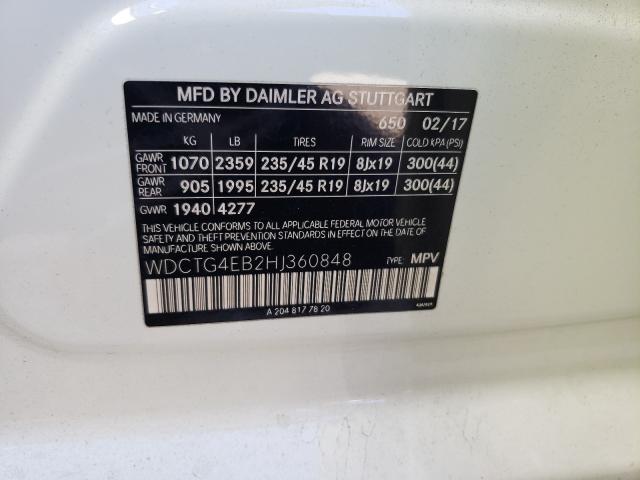 MFD BY DAIMLER AG STUTTGART
MADE IN GERMANY 650 02/17
KG LB TIRES RIM SIZE COLD KPA (PSI)
GAWR FRONT 1070 2359 235/45 R19 8Jx19 300(44)
GAWR REAR 905 1995 235/45 R19 8Jx19 300(44)
GVWR 1940 4277
THIS VEHICLE CONFORMS TO ALL APPLICABLE FEDERAL MOTOR VEHICLE
SAFETY AND THEFT PREVENTION STANDARDS IN EFFECT ON THE DATE
OF MANUFACTURE SHOWN ABOVE.
WDCTG4EB2HJ360848 TYPE: MPV
A 204 817 78 20